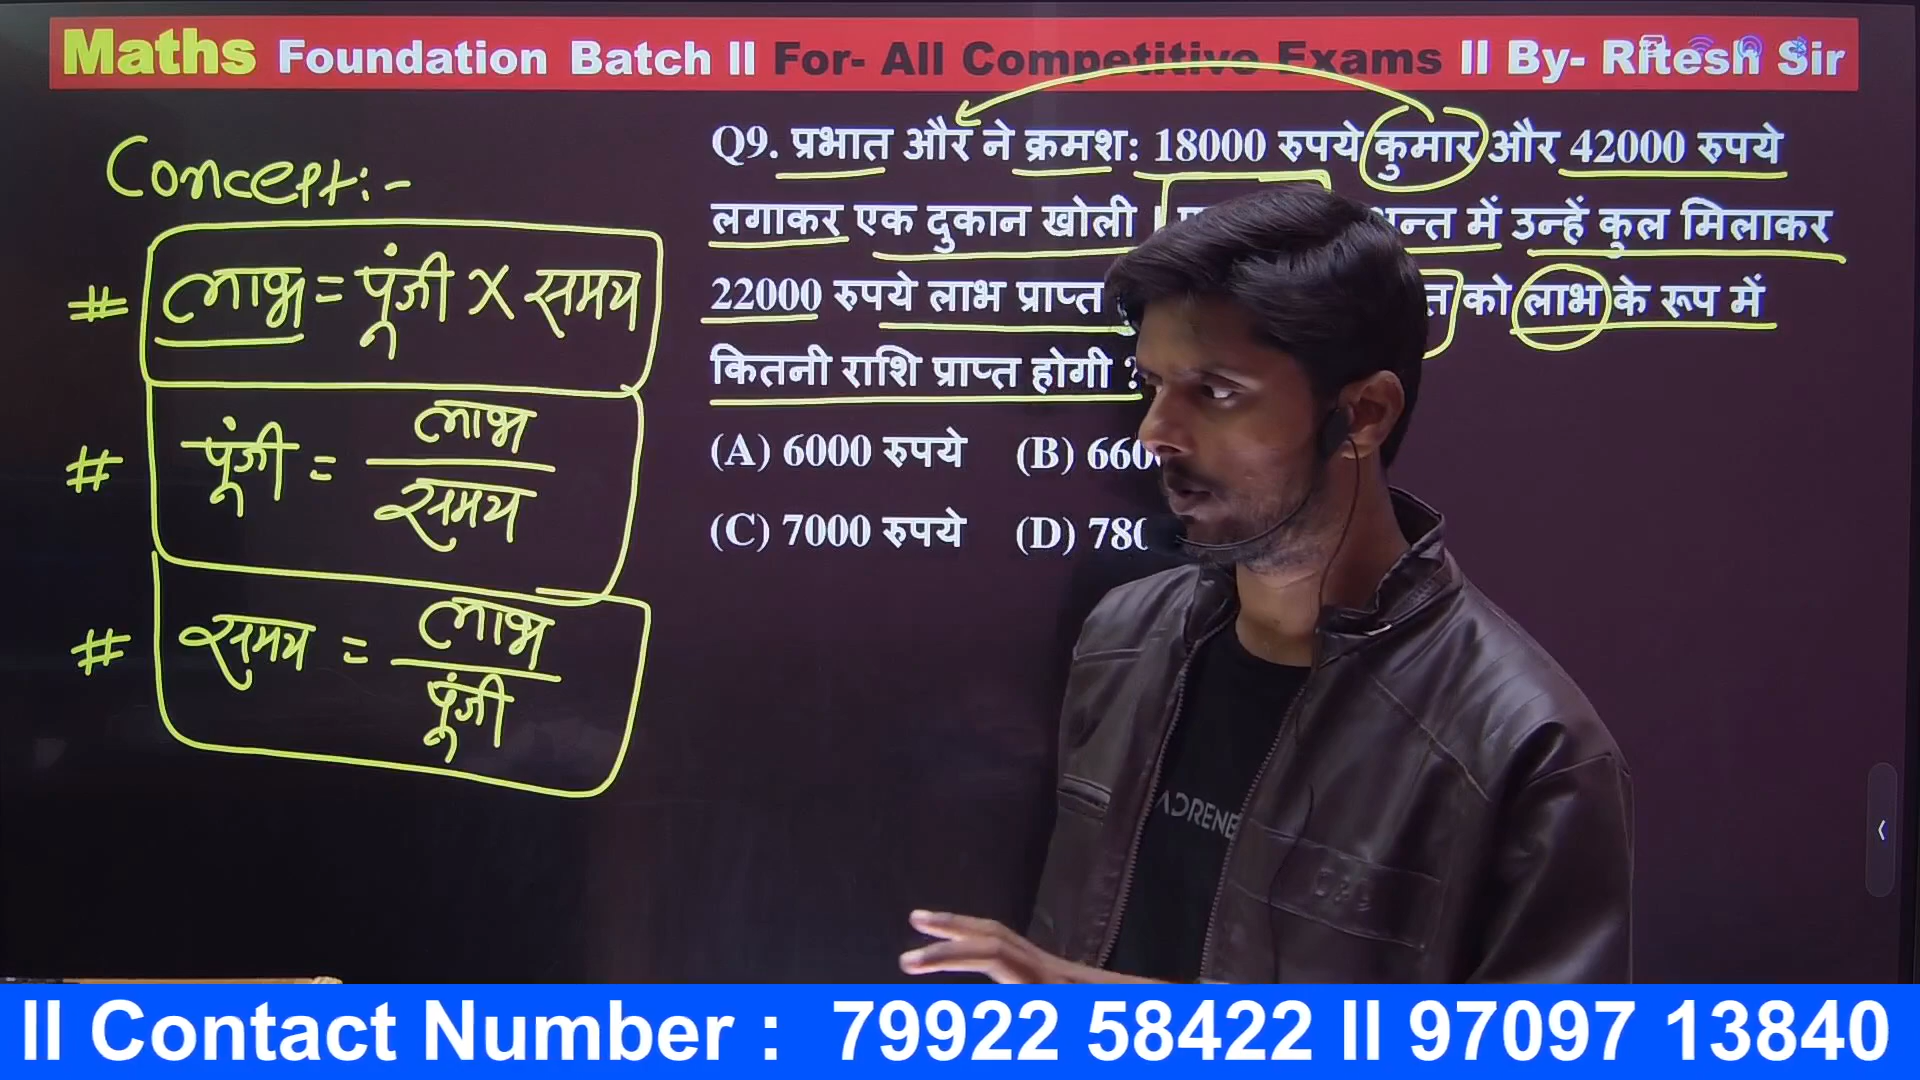 Maths Foundation Batch II For- All Competitive Exams II By- Ritesh Sir
Concept:-
# लाभ = पूंजी X समय
# पूंजी = लाभ
समय
# समय = लाभ
पूंजी
Q9. प्रभात और ने क्रमश: 18000 रुपये कुमार और 42000 रुपये
लगाकर एक दुकान खोली । में उन्हें कुल मिलाकर
22000 रुपये लाभ प्राप्त को लाभ के रूप में
कितनी राशि प्राप्त होगी ?
(A) 6000 रुपये (B)
(C) 7000 रुपये (D)
ADRENE
II Contact Number : 79922 58422 II 97097 13840